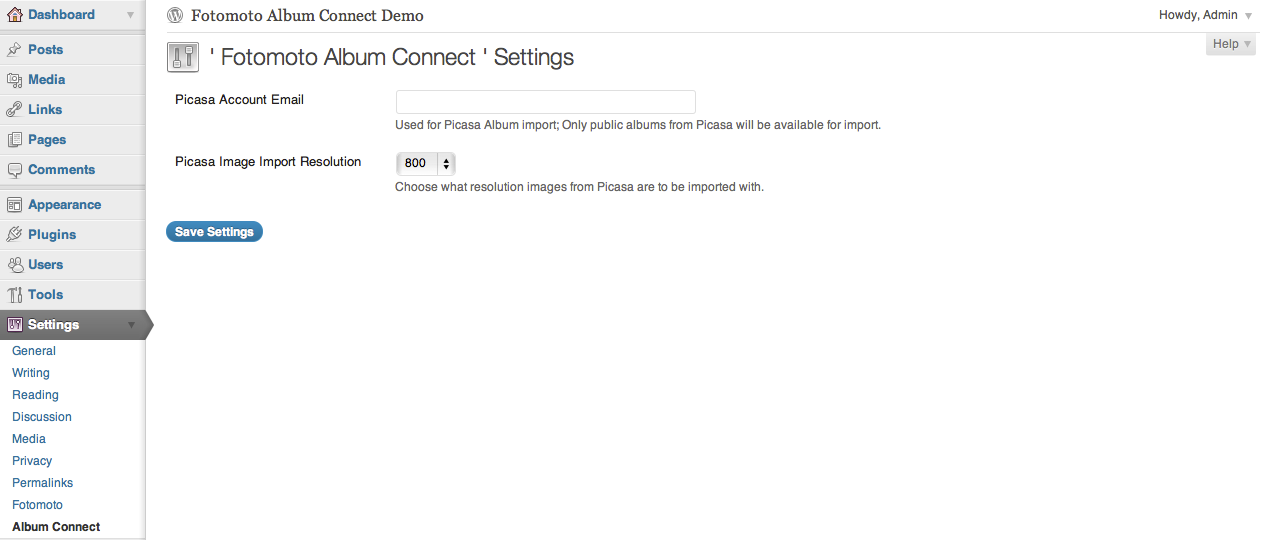 Dashboard
Posts
Media
Links
Pages
Comments
Appearance
Plugins
Users
Tools
Settings
General
Writing
Reading
Discussion
Media
Privacy
Permalinks
Fotomoto
Album Connect
Fotomoto Album Connect Demo
Howdy, Admin
Help
' Fotomoto Album Connect ' Settings
Picasa Account Email
Used for Picasa Album import; Only public albums from Picasa will be available for import.
Picasa Image Import Resolution
800
Choose what resolution images from Picasa are to be imported with.
Save Settings